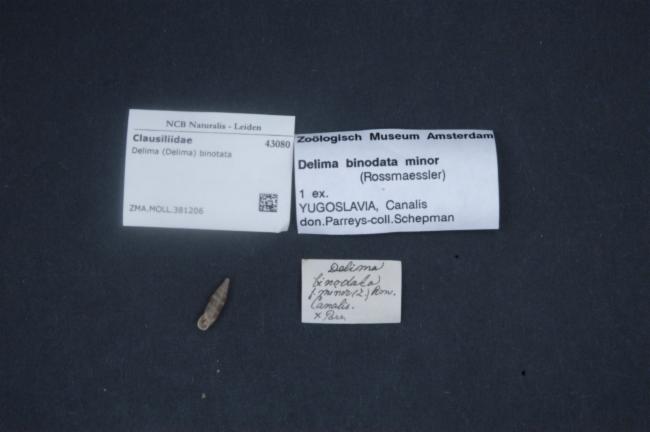 NCB Naturalis - Leiden
Clausiliidae 43080
Delima (Delima) binotata
ZMA.MOLL.381206
Zoölogisch Museum Amsterdam
Delima binodata minor
(Rossmaessler)
1 ex.
YUGOSLAVIA, Canalis
don.Parreys-coll.Schepman
Delima
binodata
Canalis.